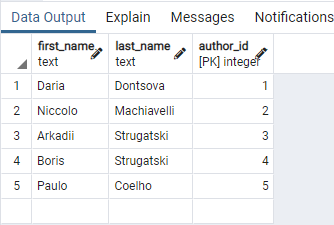 Data Output Explain Messages Notifications
first_name last_name author_id
text text [PK] integer
1 Daria Dontsova 1
2 Niccolo Machiavelli 2
3 Arkadii Strugatski 3
4 Boris Strugatski 4
5 Paulo Coelho 5